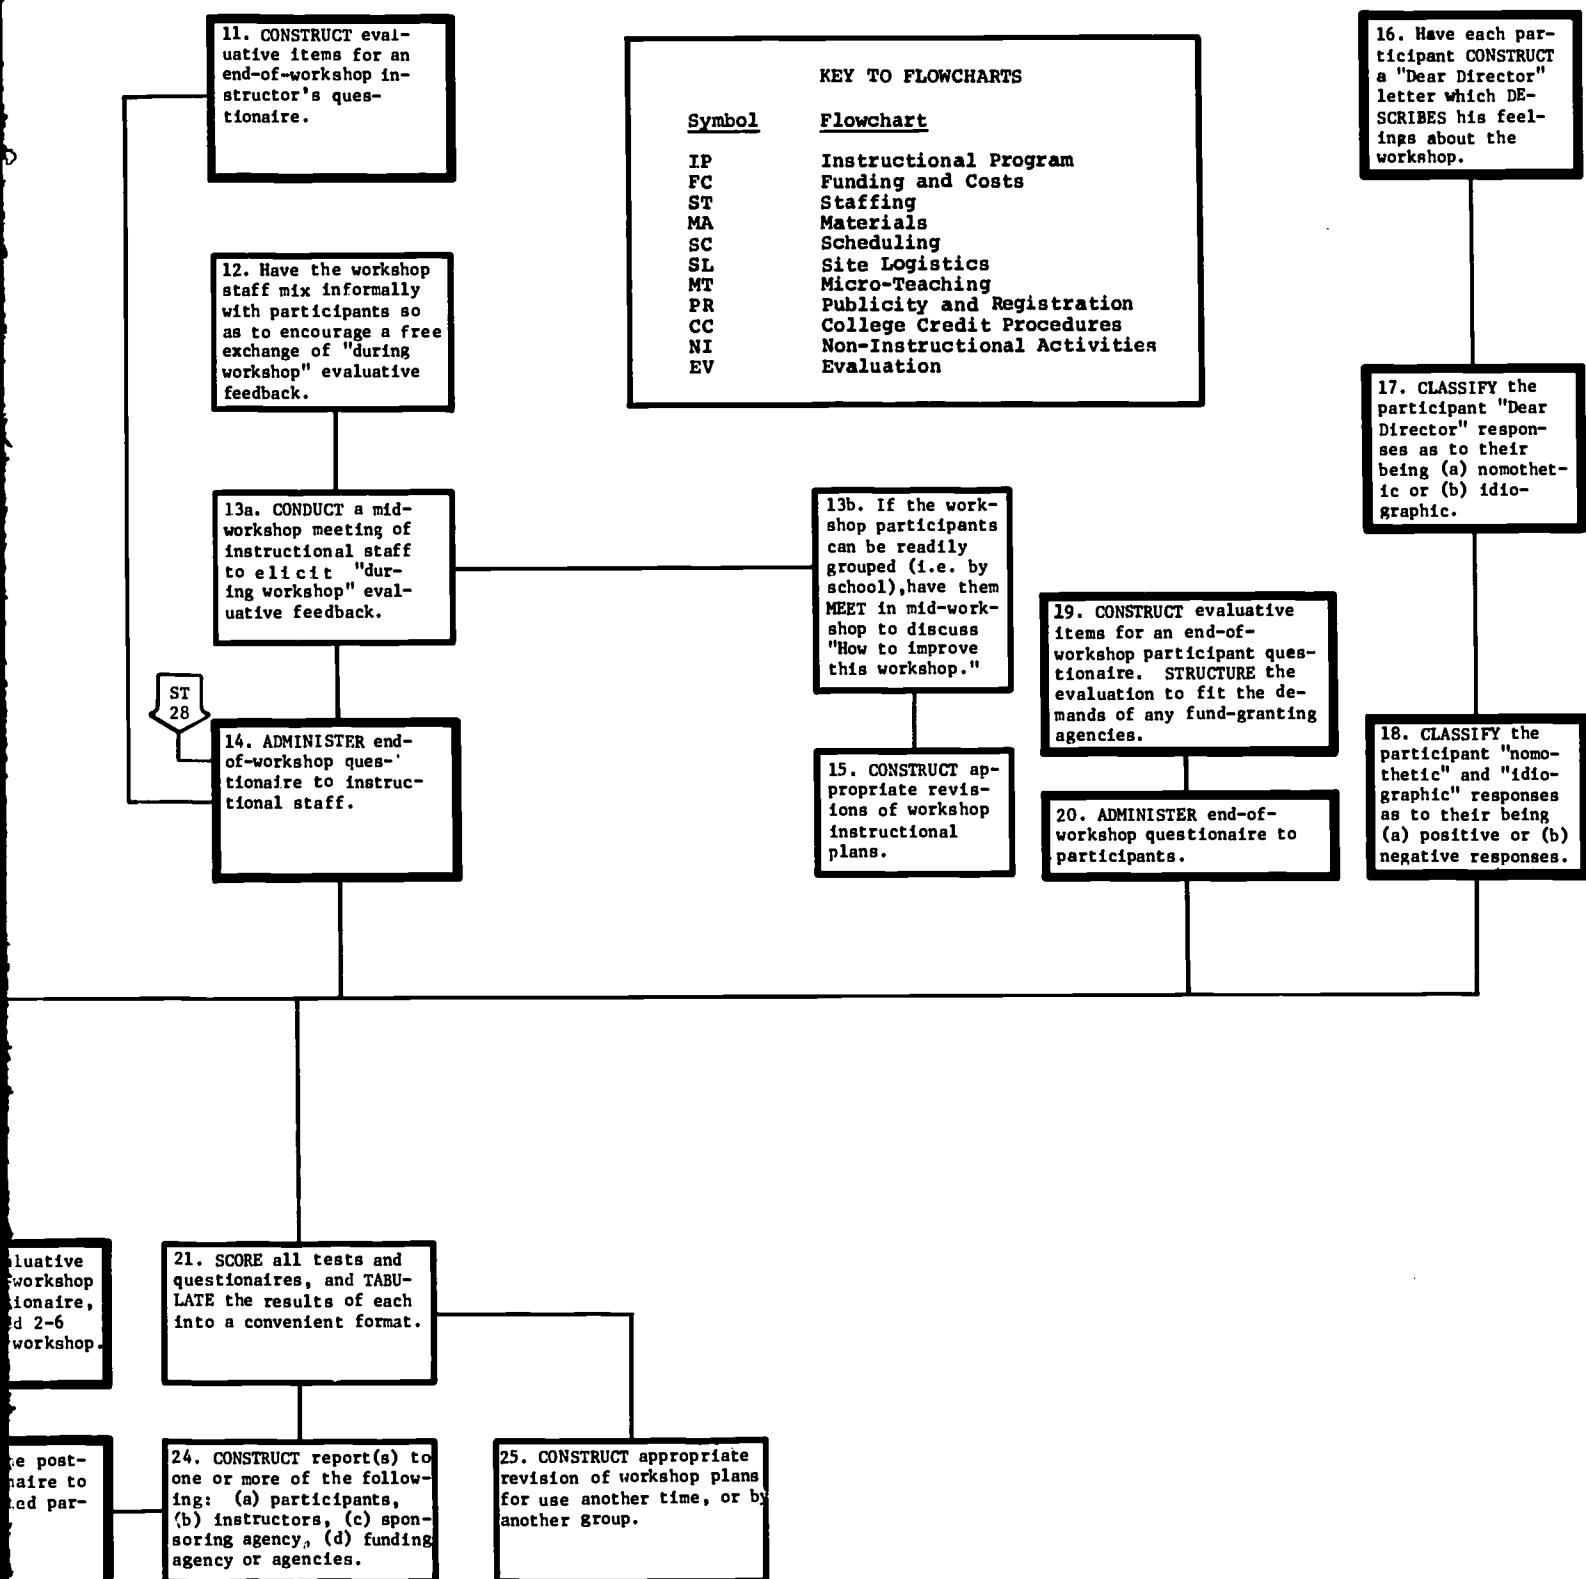 11. CONSTRUCT eval-
uative items for an
end-of-workshop in-
structor's ques-
tionaire.
KEY TO FLOWCHARTS
Symbol Flowchart
IP Instructional Program
FC Funding and Costs
ST Staffing
MA Materials
SC Scheduling
SL Site Logistics
MT Micro-Teaching
PR Publicity and Registration
CC College Credit Procedures
NI Non-Instructional Activities
EV Evaluation
16. Have each par-
ticipant CONSTRUCT
a "Dear Director"
letter which DE-
SCRIBES his feel-
ings about the
workshop.
12. Have the workshop
staff mix informally
with participants so
as to encourage a free
exchange of "during
workshop" evaluative
feedback.
17. CLASSIFY the
participant "Dear
Director" respon-
ses as to their
being (a) nomothet-
ic or (b) idio-
graphic.
13a. CONDUCT a mid-
workshop meeting of
instructional staff
to elicit "dur-
ing workshop" eval-
uative feedback.
13b. If the work-
shop participants
can be readily
grouped (i.e. by
school),have them
MEET in mid-work-
shop to discuss
"How to improve
this workshop."
19. CONSTRUCT evaluative
items for an end-of-
workshop participant ques-
tionaire. STRUCTURE the
evaluation to fit the de-
mands of any fund-granting
agencies.
ST
28
14. ADMINISTER end-
of-workshop ques-
tionaire to instruc-
tional staff.
15. CONSTRUCT ap-
propriate revis-
ions of workshop
instructional
plans.
20. ADMINISTER end-of-
workshop questionaire to
participants.
18. CLASSIFY the
participant "nomo-
thetic" and "idio-
graphic" responses
as to their being
(a) positive or (b)
negative responses.
luative
workshop
ionaire,
d 2-6
workshop.
21. SCORE all tests and
questionaires, and TABU-
LATE the results of each
into a convenient format.
e post-
naire to
ted par-
24. CONSTRUCT report(s) to
one or more of the follow-
ing: (a) participants,
(b) instructors, (c) spon-
soring agency, (d) funding
agency or agencies.
25. CONSTRUCT appropriate
revision of workshop plans
for use another time, or by
another group.